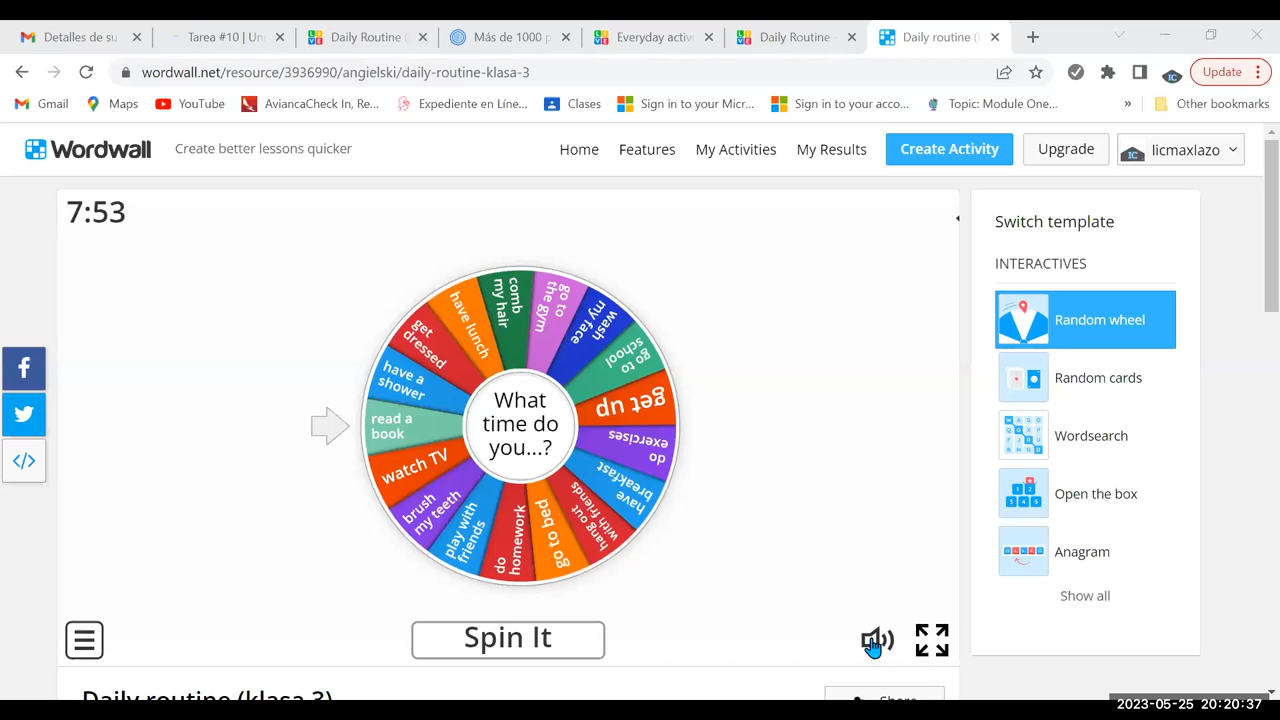 Detalles de su
Tarea #10 | Un
Daily Routine
Más de 1000 p
Everyday activ
Daily Routine
Daily routine (
wordwall.net/resource/3936990/angielski/daily-routine-klasa-3
Update
Gmail
Maps
YouTube
AviancaCheck In, Re...
Expediente en Líne...
Clases
Sign in to your Micr...
Sign in to your acco...
Topic: Module One...
»
Other bookmarks
Wordwall
Create better lessons quicker
Home
Features
My Activities
My Results
Create Activity
Upgrade
IC
licmaxlazo
7:53
comb
my hair
go to
the gym
wash
my face
go to
school
get up
do
exercises
have
breakfast
hang out
with friends
go to bed
do
homework
play with
friends
brush
my teeth
watch TV
read a
book
have a
shower
get
dressed
have lunch
What
time do
you...?
Spin It
Switch template
INTERACTIVES
Random wheel
Random cards
Wordsearch
Open the box
Anagram
Show all
Daily routine (klasa 3)
Share
2023-05-25 20:20:37